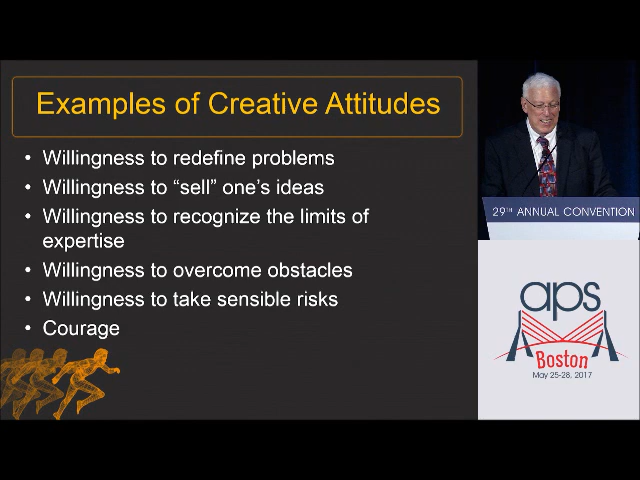 Examples of Creative Attitudes
• Willingness to redefine problems
• Willingness to “sell” one’s ideas
• Willingness to recognize the limits of
expertise
• Willingness to overcome obstacles
• Willingness to take sensible risks
• Courage
29TH ANNUAL CONVENTION
aps
Boston
May 25-28, 2017